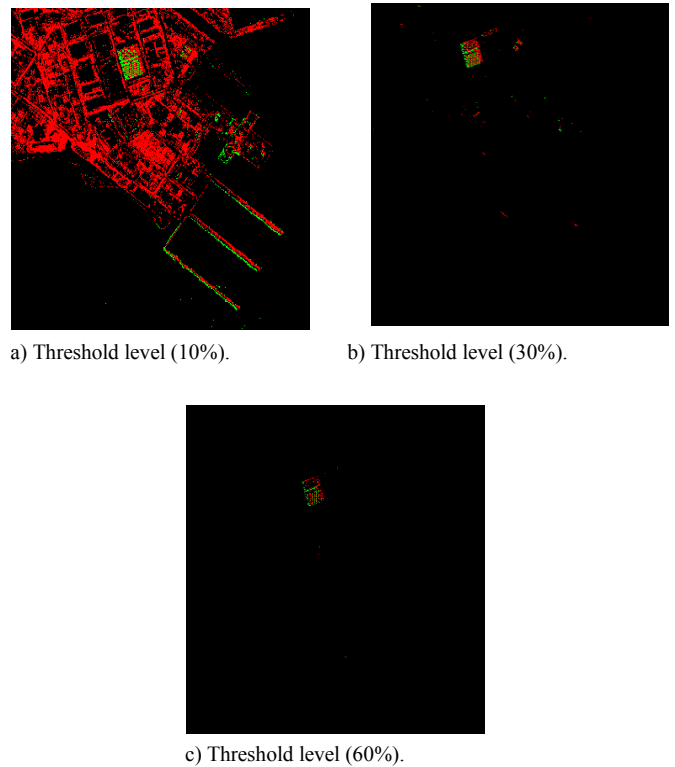 a) Threshold level (10%).
b) Threshold level (30%).
c) Threshold level (60%).